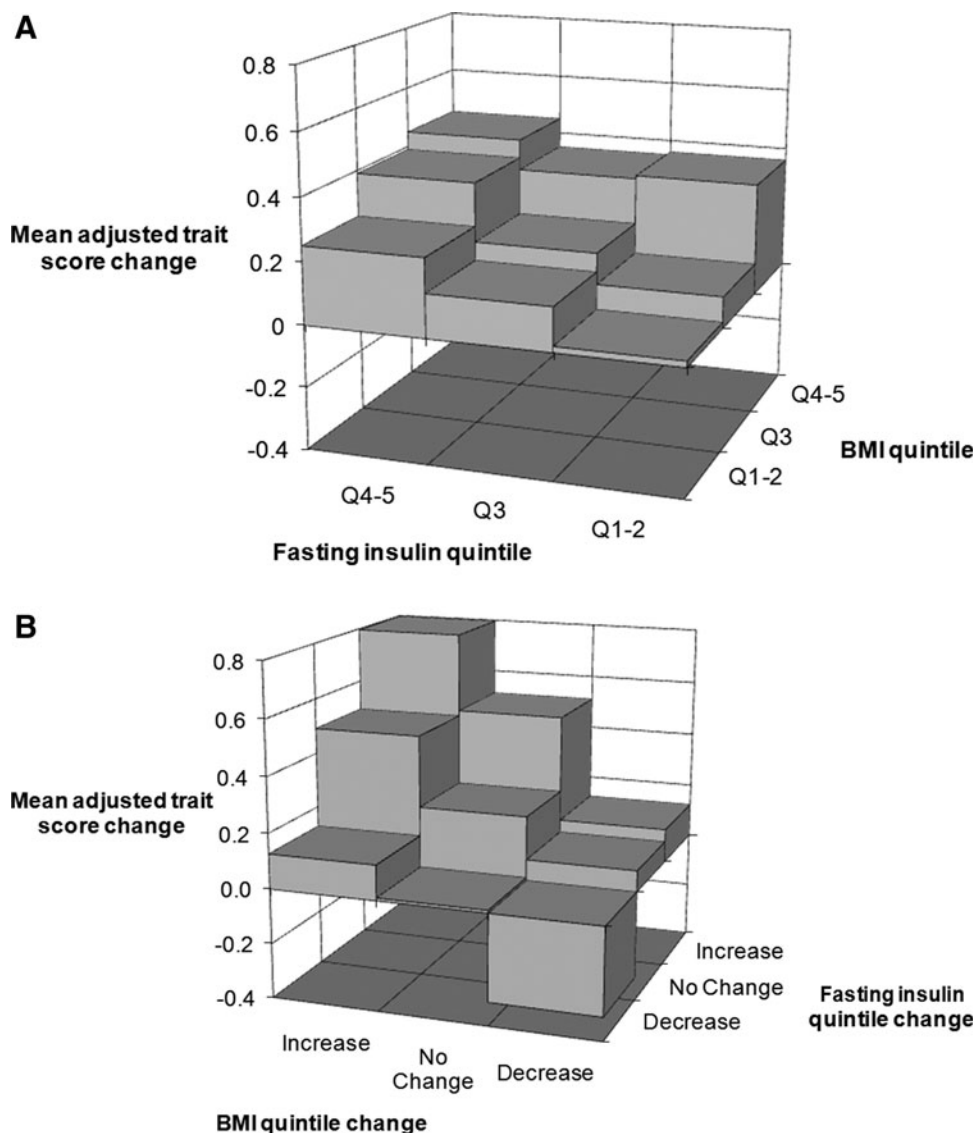 A
0.8
0.6
0.4
Mean adjusted trait
score change
0.2
0
-0.2
-0.4
Q4-5
Q3
Q1-2
Fasting insulin quintile
Q4-5
Q3
Q1-2
BMI quintile
B
0.8
0.6
0.4
Mean adjusted trait
score change
0.2
0.0
-0.2
-0.4
Increase
No
Change
Decrease
BMI quintile change
Increase
No Change
Decrease
Fasting insulin
quintile change